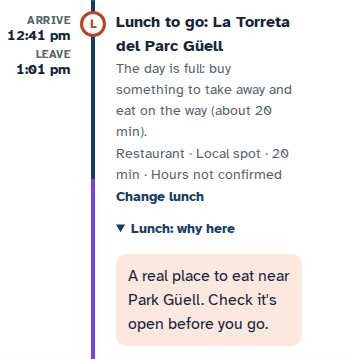 ARRIVE
12:41 pm
LEAVE
1:01 pm
L
Lunch to go: La Torreta
del Parc Güell
The day is full: buy
something to take away and
eat on the way (about 20
min).
Restaurant · Local spot · 20
min · Hours not confirmed
Change lunch
▼ Lunch: why here
A real place to eat near
Park Güell. Check it's
open before you go.